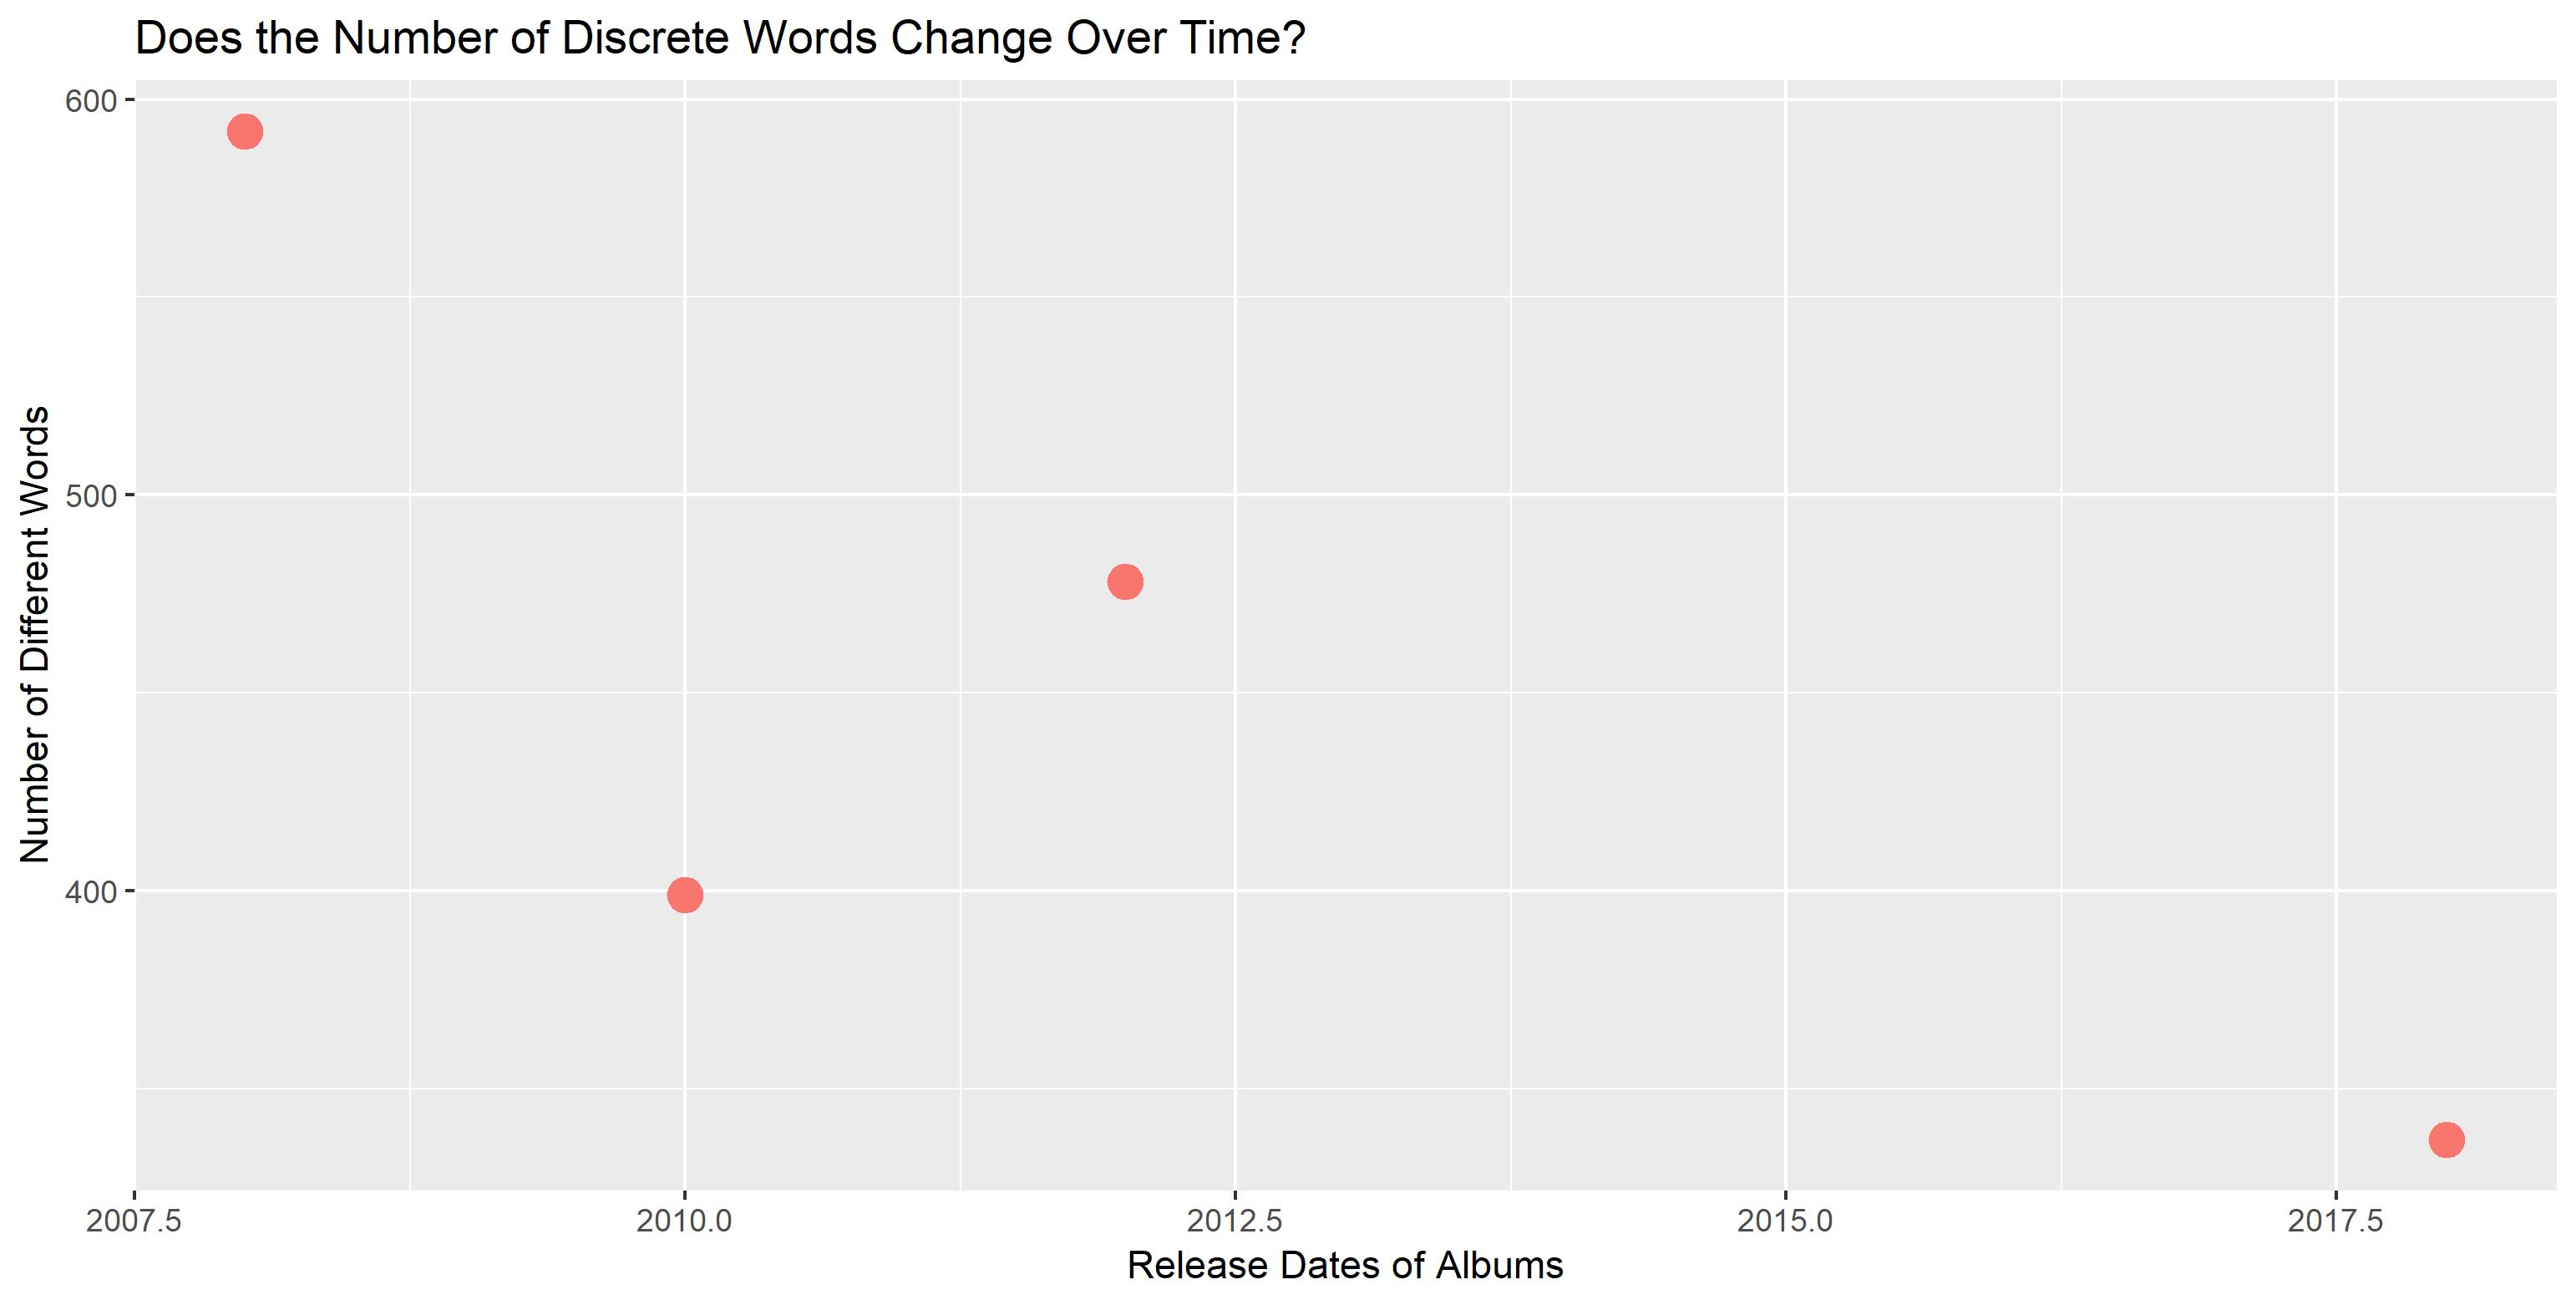 Does the Number of Discrete Words Change Over Time?
600
500
400
Number of Different Words
2007.5
2010.0
2012.5
2015.0
2017.5
Release Dates of Albums